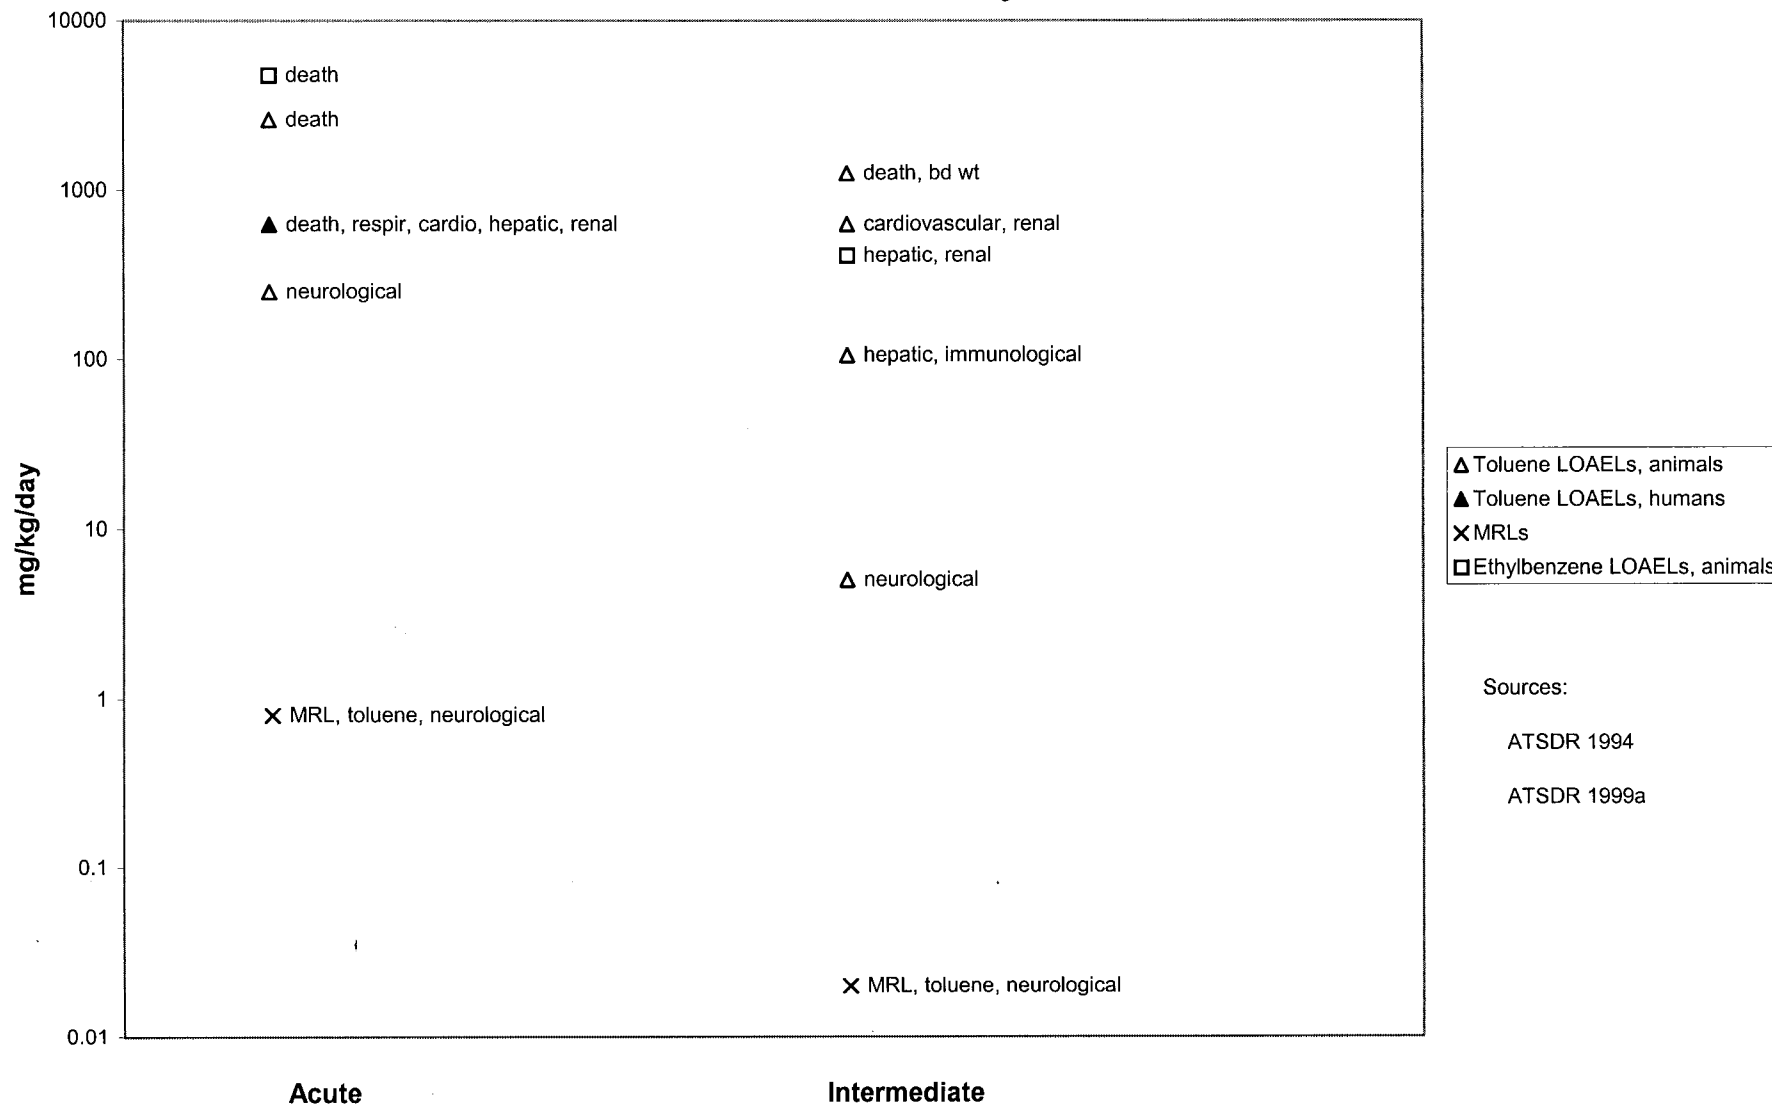 10000
1000
100
10
1
0.1
0.01
mg/kg/day
death
death
death, respir, cardio, hepatic, renal
neurological
MRL, toluene, neurological
death, bd wt
cardiovascular, renal
hepatic, renal
hepatic, immunological
neurological
MRL, toluene, neurological
Acute
Intermediate
Toluene LOAELs, animals
Toluene LOAELs, humans
MRLs
Ethylbenzene LOAELs, animals
Sources:
ATSDR 1994
ATSDR 1999a